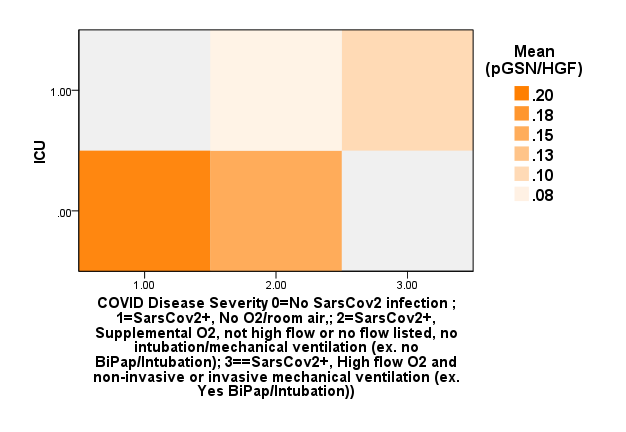 Mean
(pGSN/HGF)
.20
.18
.15
.13
.10
.08
1.00
ICU
.00
1.00 2.00 3.00
COVID Disease Severity 0=No SarsCov2 infection ;
1=SarsCov2+, No O2/room air,; 2=SarsCov2+,
Supplemental O2, not high flow or no flow listed, no
intubation/mechanical ventilation (ex. no
BiPap/Intubation); 3==SarsCov2+, High flow O2 and
non-invasive or invasive mechanical ventilation (ex.
Yes BiPap/Intubation))